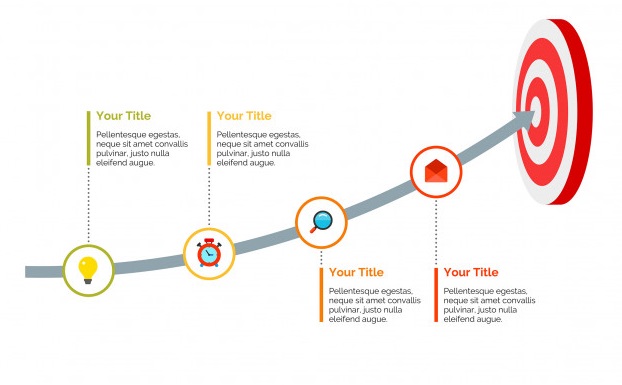 Your Title
Pellentesque egestas,
neque sit amet convallis
pulvinar, justo nulla
eleifend augue.
Your Title
Pellentesque egestas,
neque sit amet convallis
pulvinar, justo nulla
eleifend augue.
Your Title
Pellentesque egestas,
neque sit amet convallis
pulvinar, justo nulla
eleifend augue.
Your Title
Pellentesque egestas,
neque sit amet convallis
pulvinar, justo nulla
eleifend augue.